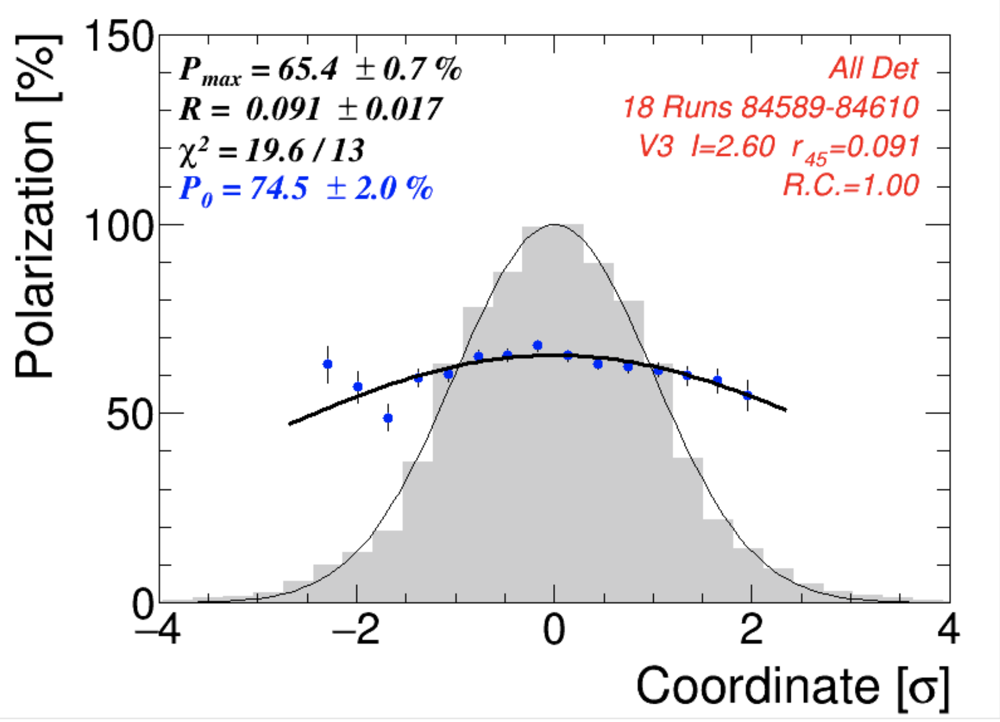 Polarization [%]
150
100
50
0
P_max = 65.4 ± 0.7 %
R = 0.091 ± 0.017
χ² = 19.6 / 13
P_0 = 74.5 ± 2.0 %
All Det
18 Runs 84589-84610
V3 I=2.60 r_45=0.091
R.C.=1.00
−4 −2 0 2 4
Coordinate [σ]